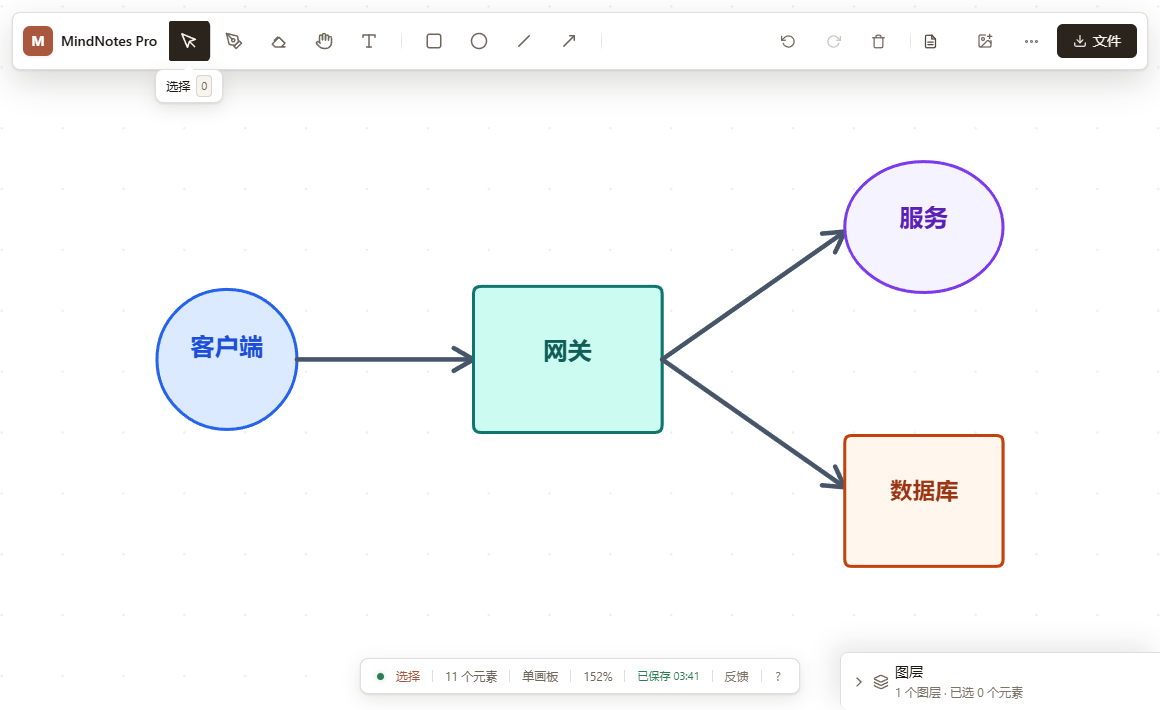 M MindNotes Pro
文件
选择 0
服务
客户端
网关
数据库
选择 11 个元素 单画板 152% 已保存 03:41 反馈 ?
图层
1 个图层 · 已选 0 个元素